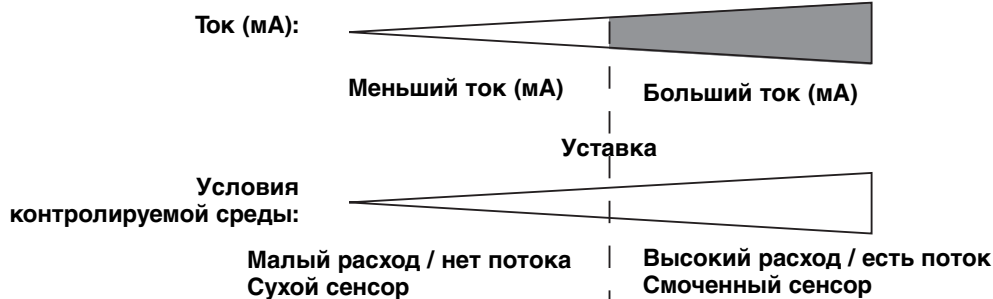 Ток (мА):
Меньший ток (мА)
Больший ток (мА)
Уставка
Условия
контролируемой среды:
Малый расход / нет потока
Сухой сенсор
Высокий расход / есть поток
Смоченный сенсор